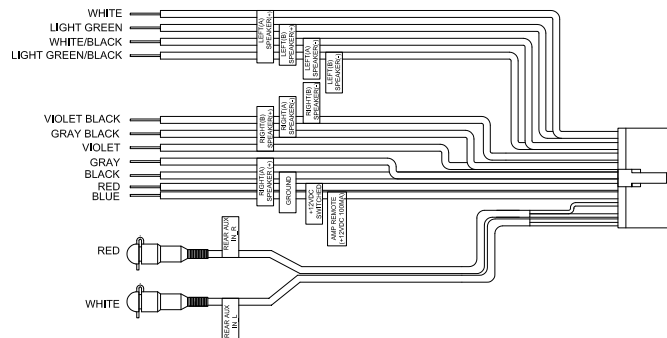 WHITE
LIGHT GREEN
WHITE/BLACK
LIGHT GREEN/BLACK
LEFT(A)
SPEAKER(+)
LEFT(B)
SPEAKER(+)
LEFT(A)
SPEAKER(-)
LEFT(B)
SPEAKER(-)
VIOLET BLACK
GRAY BLACK
VIOLET
GRAY
BLACK
RED
BLUE
RIGHT(B)
SPEAKER(+)
RIGHT(A)
SPEAKER(-)
RIGHT(B)
SPEAKER(-)
RIGHT(A)
SPEAKER(+)
GROUND
+12VDC
SWITCHED
AMP REMOTE
(+12VDC 100MA)
RED
REAR AUX
IN_R
WHITE
REAR AUX
IN_L